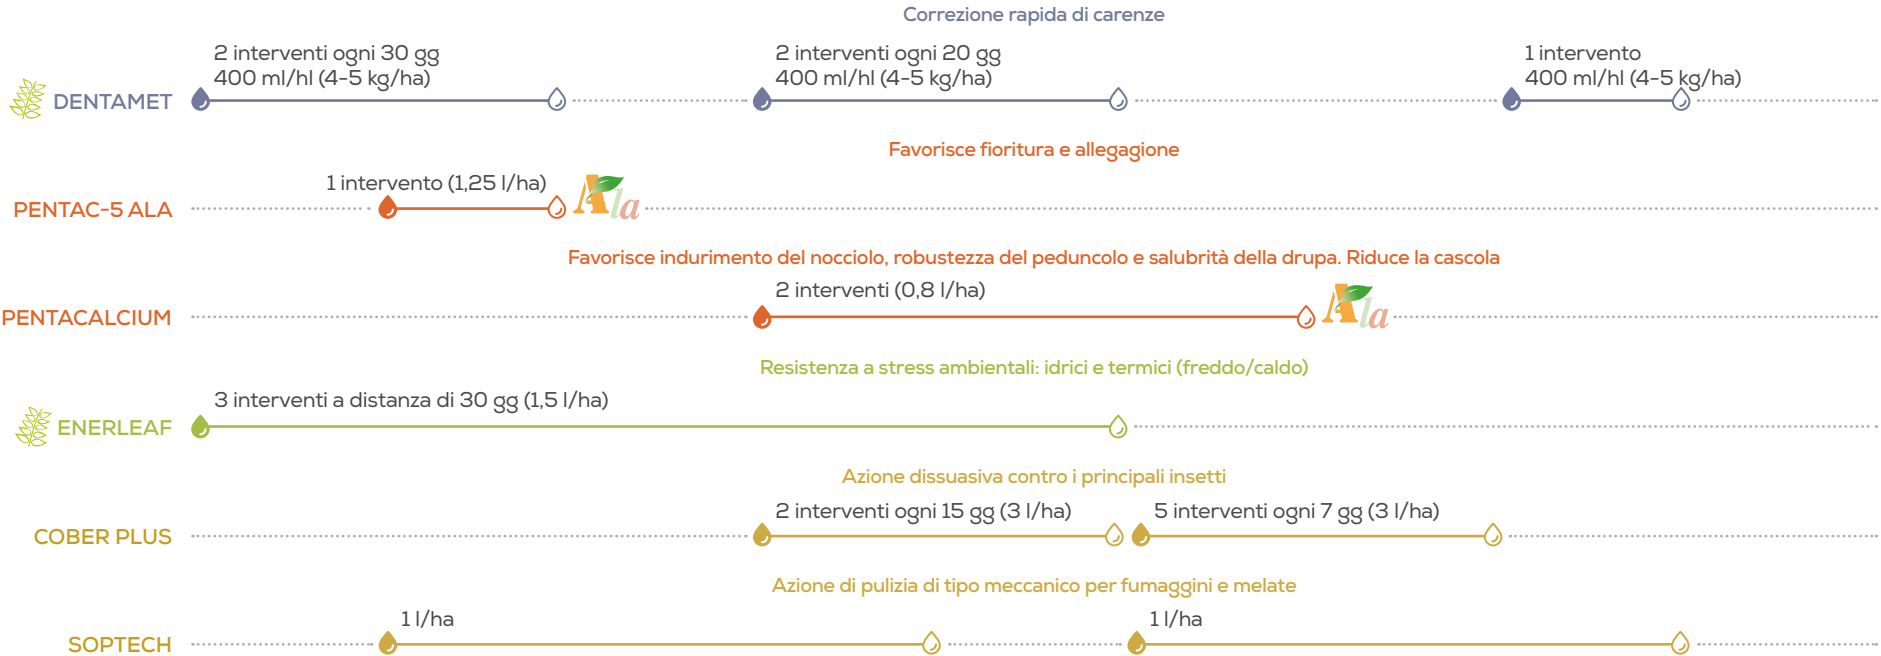 Correzione rapida di carenze
2 interventi ogni 30 gg
400 ml/hl (4-5 kg/ha)
2 interventi ogni 20 gg
400 ml/hl (4-5 kg/ha)
1 intervento
400 ml/hl (4-5 kg/ha)
DENTAMET
Favorisce fioritura e allegagione
1 intervento (1,25 l/ha)
PENTAC-5 ALA
Ala
Favorisce indurimento del nocciolo, robustezza del peduncolo e salubrità della drupa. Riduce la cascola
2 interventi (0,8 l/ha)
PENTACALCIUM
Ala
Resistenza a stress ambientali: idrici e termici (freddo/caldo)
3 interventi a distanza di 30 gg (1,5 l/ha)
ENERLEAF
Azione dissuasiva contro i principali insetti
2 interventi ogni 15 gg (3 l/ha)
5 interventi ogni 7 gg (3 l/ha)
COBER PLUS
Azione di pulizia di tipo meccanico per fumaggini e melate
1 l/ha
1 l/ha
SOPTECH